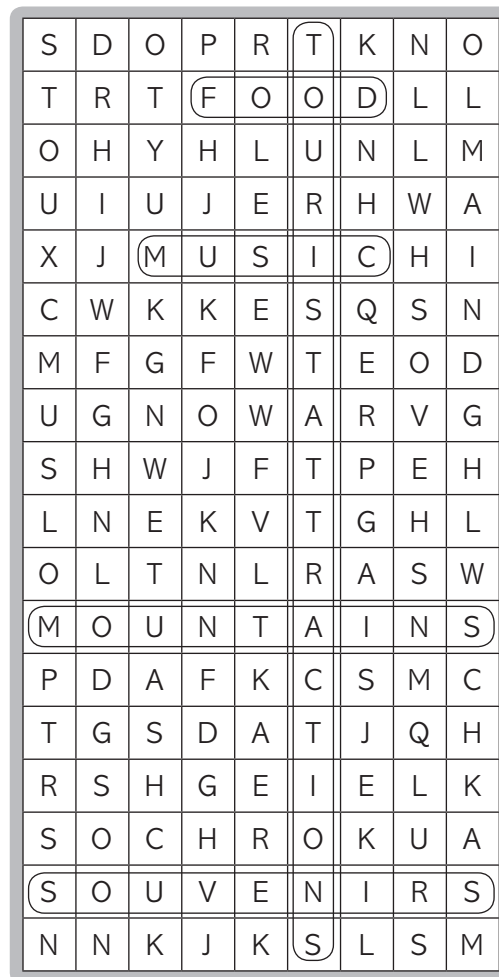 S D O P R T K N O
T R T F O O D L L
O H Y H L U N L M
U I U J E R H W A
X J M U S I C H I
C W K K E S Q S N
M F G F W T E O D
U G N O W A R V G
S H W J F T P E H
L N E K V T G H L
O L T N L R A S W
M O U N T A I N S
P D A F K C S M C
T G S D A T J Q H
R S H G E I E L K
S O C H R O K U A
S O U V E N I R S
N N K J K S L S M